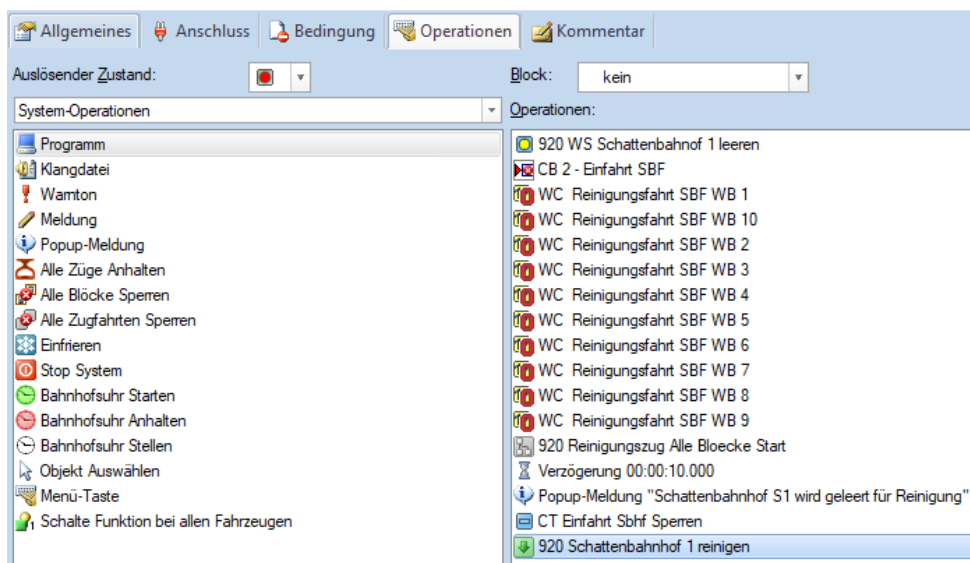 Allgemeines Anschluss Bedingung Operationen Kommentar
Auslösender Zustand:
Block: kein
System-Operationen
Operationen:
Programm
Klangdatei
Warnton
Meldung
Popup-Meldung
Alle Züge Anhalten
Alle Blöcke Sperren
Alle Zugfahrten Sperren
Einfrieren
Stop System
Bahnhofsuhr Starten
Bahnhofsuhr Anhalten
Bahnhofsuhr Stellen
Objekt Auswählen
Menü-Taste
Schalte Funktion bei allen Fahrzeugen
920 WS Schattenbahnof 1 leeren
CB 2 - Einfahrt SBF
WC Reinigungsfahrt SBF WB 1
WC Reinigungsfahrt SBF WB 10
WC Reinigungsfahrt SBF WB 2
WC Reinigungsfahrt SBF WB 3
WC Reinigungsfahrt SBF WB 4
WC Reinigungsfahrt SBF WB 5
WC Reinigungsfahrt SBF WB 6
WC Reinigungsfahrt SBF WB 7
WC Reinigungsfahrt SBF WB 8
WC Reinigungsfahrt SBF WB 9
920 Reinigungszug Alle Bloecke Start
Verzögerung 00:00:10.000
Popup-Meldung "Schattenbahnhof S1 wird geleert für Reinigung"
CT Einfahrt Sbhf Sperren
920 Schattenbahnhof 1 reinigen